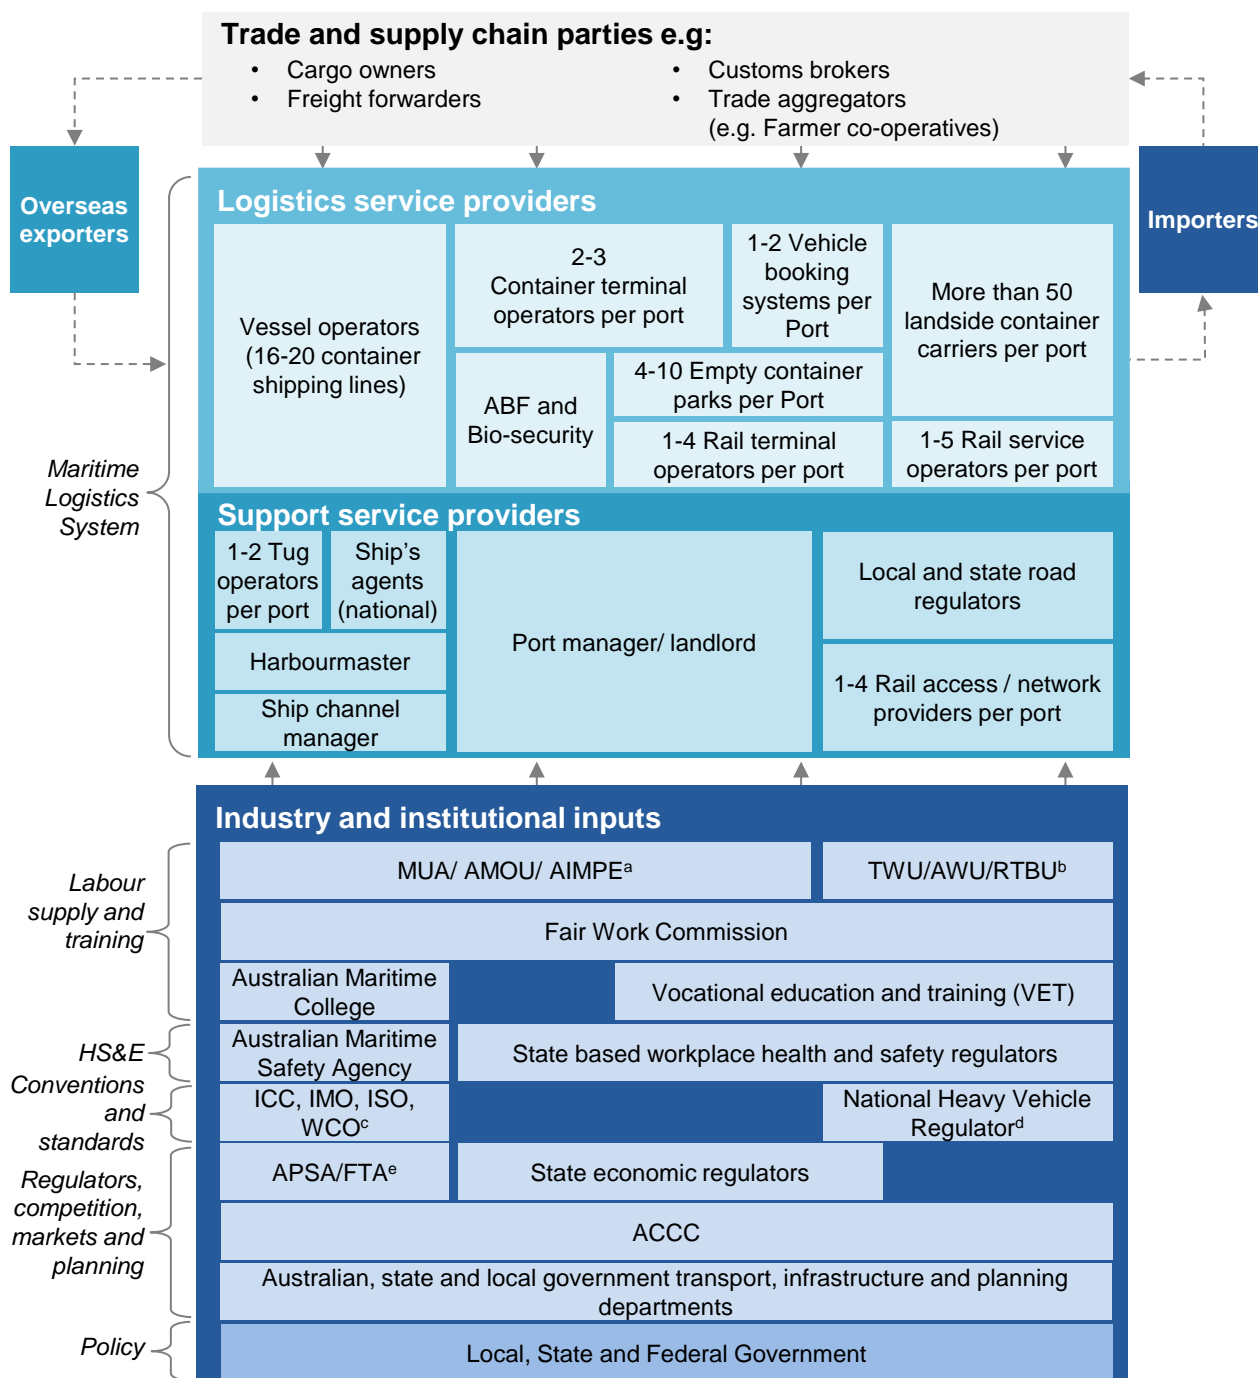 Trade and supply chain parties e.g:
• Cargo owners
• Freight forwarders
• Customs brokers
• Trade aggregators
(e.g. Farmer co-operatives)
Overseas
exporters
Importers
Maritime
Logistics
System
Logistics service providers
Vessel operators
(16-20 container
shipping lines)
2-3
Container terminal
operators per port
1-2 Vehicle
booking
systems per
Port
More than 50
landside container
carriers per port
ABF and
Bio-security
4-10 Empty container
parks per Port
1-4 Rail terminal
operators per port
1-5 Rail service
operators per port
Support service providers
1-2 Tug
operators
per port
Ship's
agents
(national)
Harbourmaster
Ship channel
manager
Port manager/ landlord
Local and state road
regulators
1-4 Rail access / network
providers per port
Industry and institutional inputs
Labour
supply and
training
MUA/ AMOU/ AIMPEᵃ
TWU/AWU/RTBUᵇ
Fair Work Commission
Australian Maritime
College
Vocational education and training (VET)
HS&E
Australian Maritime
Safety Agency
State based workplace health and safety regulators
Conventions
and
standards
ICC, IMO, ISO,
WCOᶜ
National Heavy Vehicle
Regulatorᵈ
Regulators,
competition,
markets and
planning
APSA/FTAᵉ
State economic regulators
ACCC
Australian, state and local government transport, infrastructure and planning
departments
Policy
Local, State and Federal Government